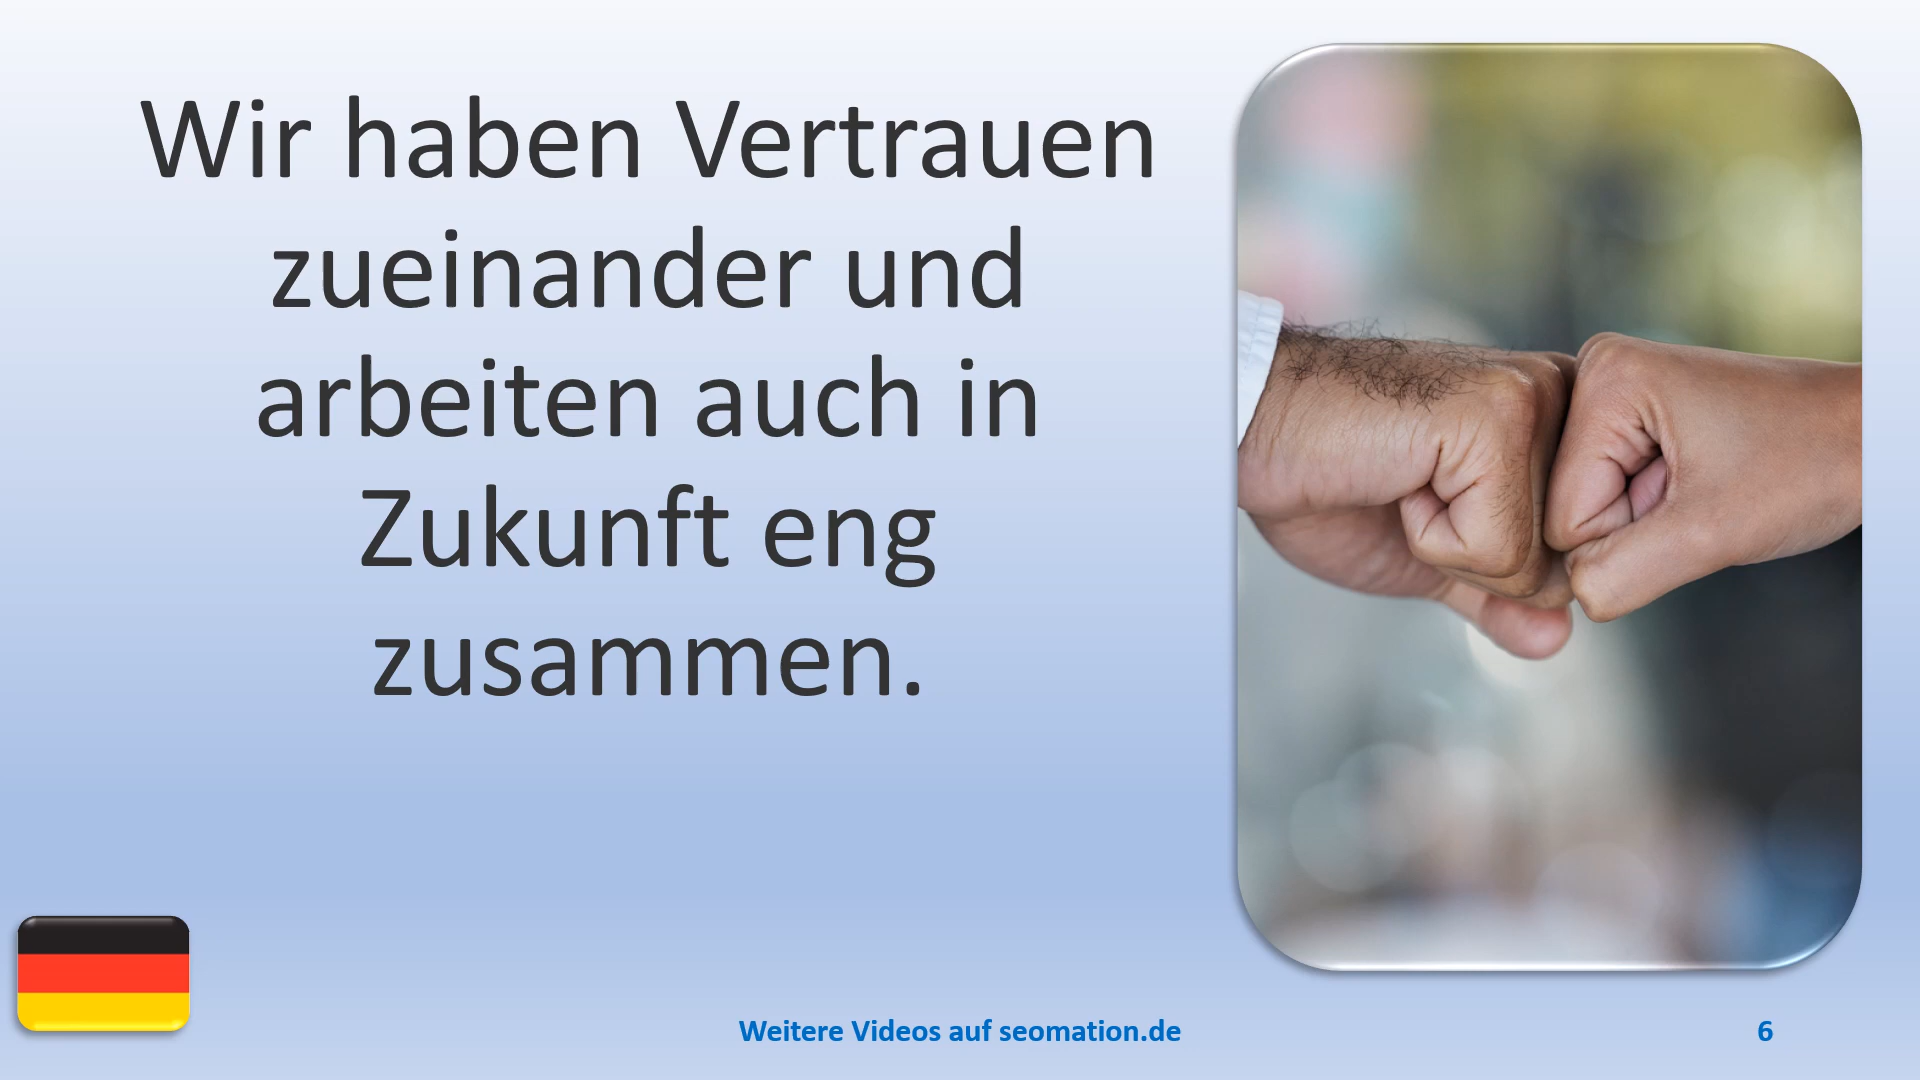 Wir haben Vertrauen
zueinander und
arbeiten auch in
Zukunft eng
zusammen.
Weitere Videos auf seomation.de
6